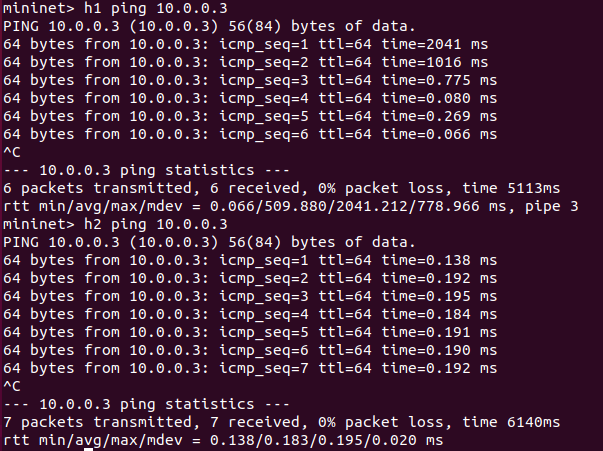 mininet> h1 ping 10.0.0.3
PING 10.0.0.3 (10.0.0.3) 56(84) bytes of data.
64 bytes from 10.0.0.3: icmp_seq=1 ttl=64 time=2041 ms
64 bytes from 10.0.0.3: icmp_seq=2 ttl=64 time=1016 ms
64 bytes from 10.0.0.3: icmp_seq=3 ttl=64 time=0.775 ms
64 bytes from 10.0.0.3: icmp_seq=4 ttl=64 time=0.080 ms
64 bytes from 10.0.0.3: icmp_seq=5 ttl=64 time=0.269 ms
64 bytes from 10.0.0.3: icmp_seq=6 ttl=64 time=0.066 ms
^C
--- 10.0.0.3 ping statistics ---
6 packets transmitted, 6 received, 0% packet loss, time 5113ms
rtt min/avg/max/mdev = 0.066/509.880/2041.212/778.966 ms, pipe 3
mininet> h2 ping 10.0.0.3
PING 10.0.0.3 (10.0.0.3) 56(84) bytes of data.
64 bytes from 10.0.0.3: icmp_seq=1 ttl=64 time=0.138 ms
64 bytes from 10.0.0.3: icmp_seq=2 ttl=64 time=0.192 ms
64 bytes from 10.0.0.3: icmp_seq=3 ttl=64 time=0.195 ms
64 bytes from 10.0.0.3: icmp_seq=4 ttl=64 time=0.184 ms
64 bytes from 10.0.0.3: icmp_seq=5 ttl=64 time=0.191 ms
64 bytes from 10.0.0.3: icmp_seq=6 ttl=64 time=0.190 ms
64 bytes from 10.0.0.3: icmp_seq=7 ttl=64 time=0.192 ms
^C
--- 10.0.0.3 ping statistics ---
7 packets transmitted, 7 received, 0% packet loss, time 6140ms
rtt min/avg/max/mdev = 0.138/0.183/0.195/0.020 ms